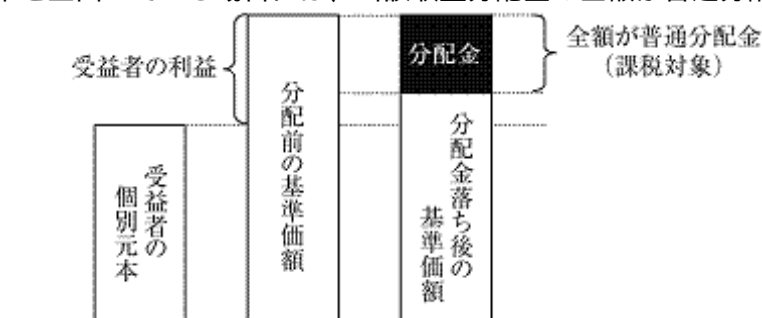 受益者の利益
分配金
全額が普通分配金
(課税対象)
受益者の
個別元本
分配前の基準価額
分配金落ち後の
基準価額